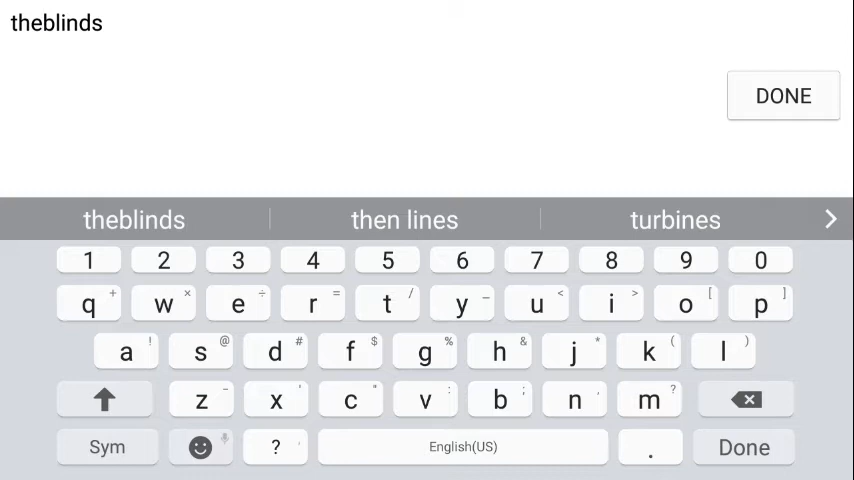 theblinds
DONE
theblinds then lines turbines
1 2 3 4 5 6 7 8 9 0
q + w × e ÷ r = t / y _ u < i > o [ p ]
a ! s @ d # f $ g % h & j * k ( l )
z - x ' c " v : b ; n , m ?
Sym ? , English(US) . Done